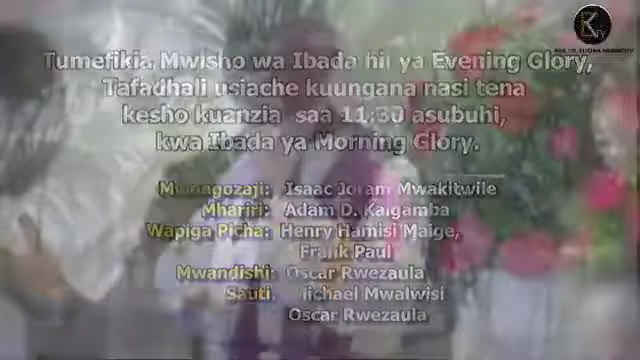 Tumefikia Mwisho wa Ibada hii ya Evening Glory,
Tafadhali usiache kuungana nasi tena
kesho kuanzia saa 11:30 asubuhi,
kwa Ibada ya Morning Glory.
Mwongozaji: Isaac Joram Mwakitwile
Mhariri: Adam D. Kaigamba
Wapiga Picha: Henry Hamisi Maige,
Frank Paul
Mwandishi: Oscar Rwezaula
Sauti: Michael Mwalwisi
Oscar Rwezaula